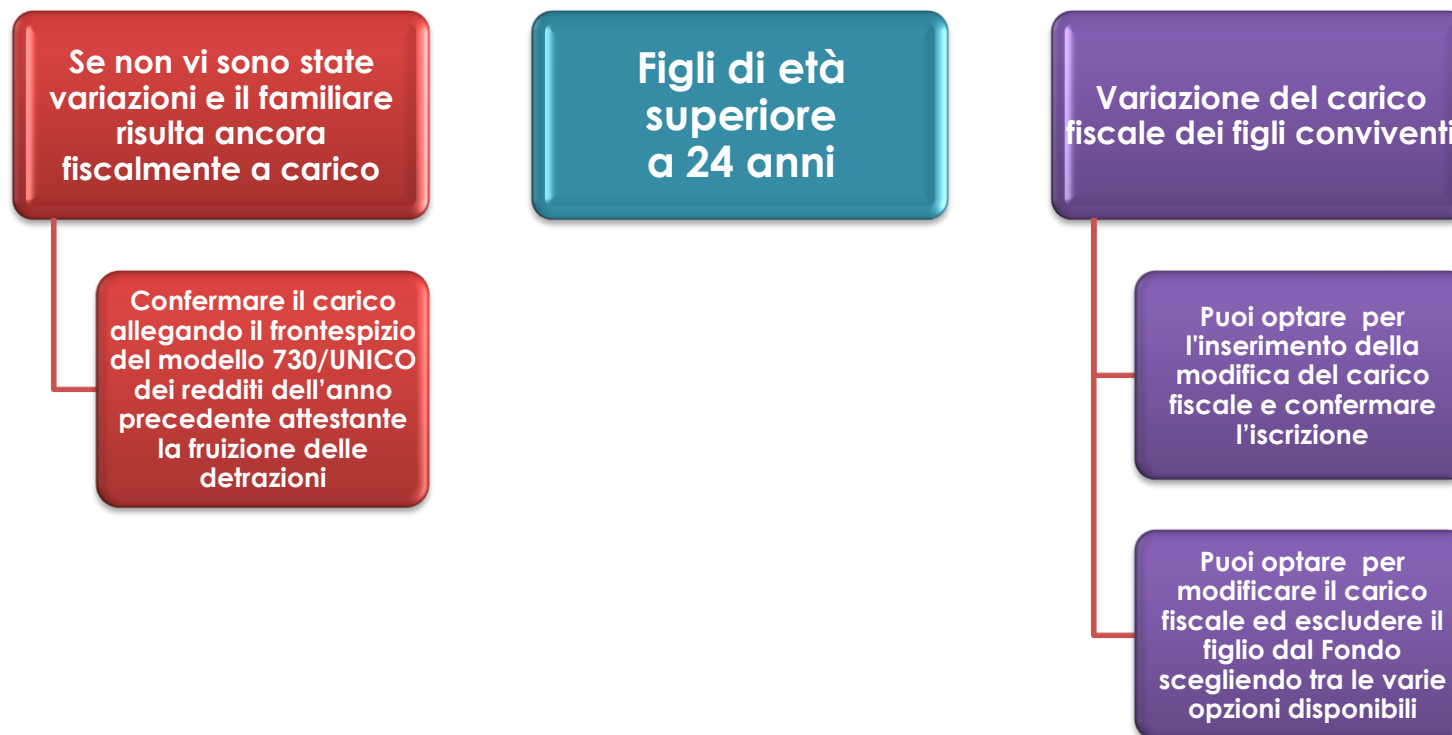 Se non vi sono state
variazioni e il familiare
risulta ancora
fiscalmente a carico
Confermare il carico
allegando il frontespizio
del modello 730/UNICO
dei redditi dell’anno
precedente attestante
la fruizione delle
detrazioni
Figli di età
superiore
a 24 anni
Variazione del carico
fiscale dei figli conviventi
Puoi optare  per
l'inserimento della
modifica del carico
fiscale e confermare
l’iscrizione
Puoi optare  per
modificare il carico
fiscale ed escludere il
figlio dal Fondo
scegliendo tra le varie
opzioni disponibili